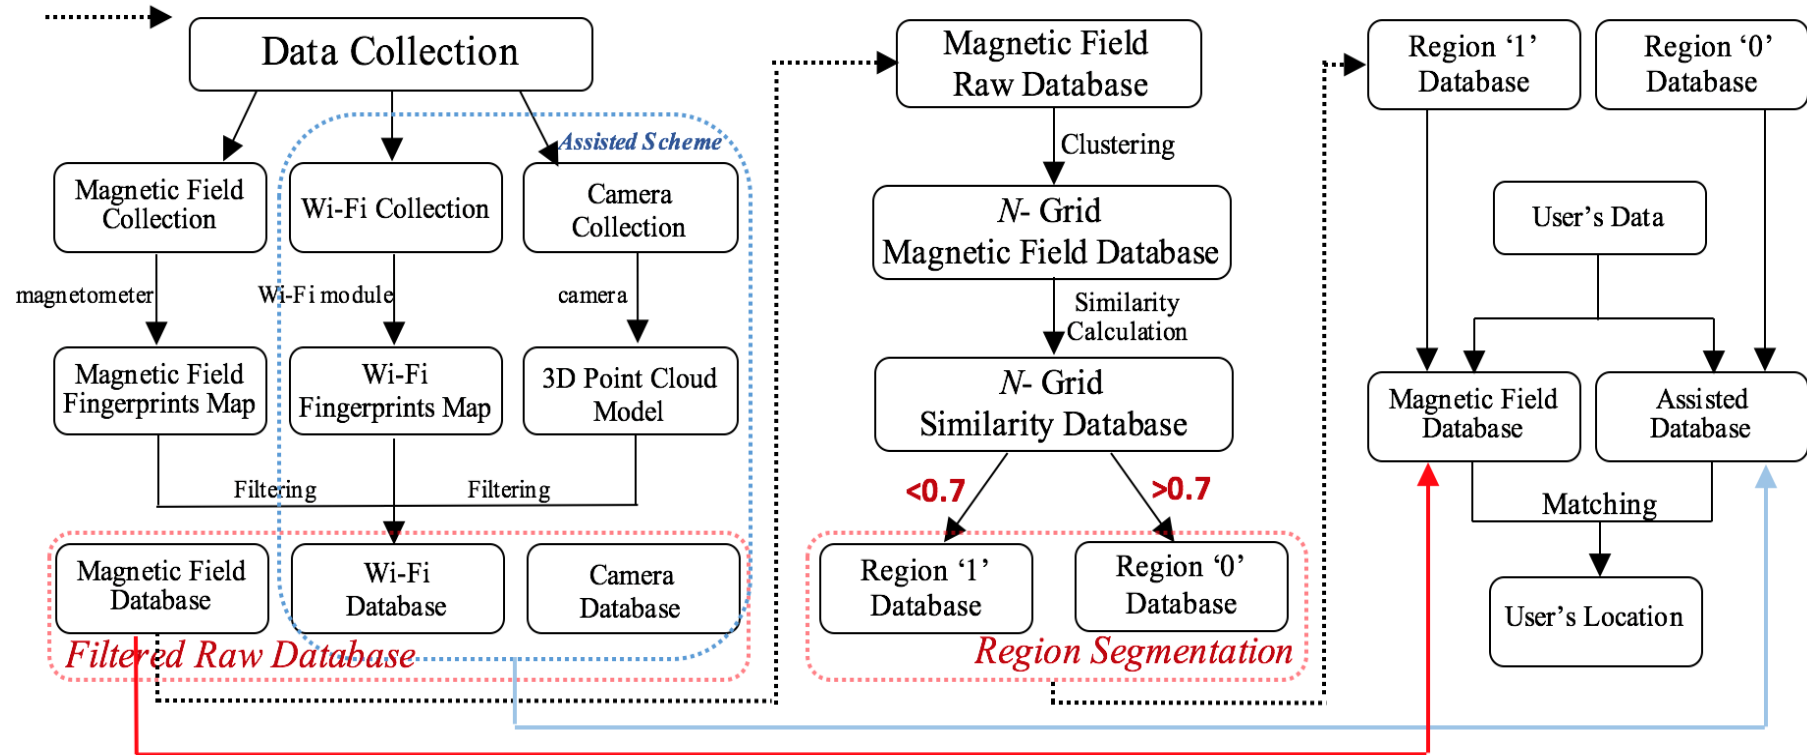 Data Collection
Assisted Scheme
Magnetic Field
Collection
Wi-Fi Collection
Camera
Collection
magnetometer
Wi-Fi module
camera
Magnetic Field
Fingerprints Map
Wi-Fi
Fingerprints Map
3D Point Cloud
Model
Filtering
Filtering
Magnetic Field
Database
Wi-Fi
Database
Camera
Database
Filtered Raw Database
Magnetic Field
Raw Database
Clustering
N- Grid
Magnetic Field Database
Similarity
Calculation
N- Grid
Similarity Database
<0.7
>0.7
Region ‘1’
Database
Region ‘0’
Database
Region Segmentation
Region ‘1’
Database
Region ‘0’
Database
User’s Data
Magnetic Field
Database
Assisted
Database
Matching
User’s Location